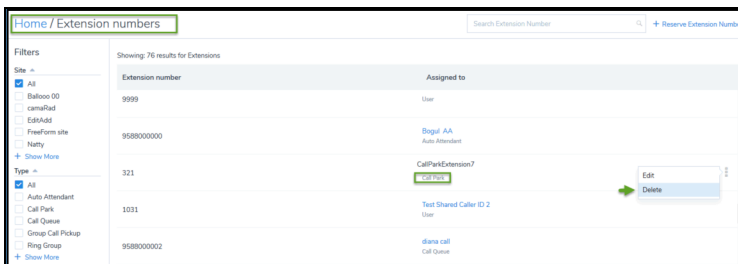 Home / Extension numbers
Search Extension Number
+ Reserve Extension Numbe
Filters
Showing: 76 results for Extensions
Site
All
Ballooo 00
camaRad
EditAdd
FreeForm site
Natty
+ Show More
Type
All
Auto Attendant
Call Park
Call Queue
Group Call Pickup
Ring Group
+ Show More
Extension number
Assigned to
9999
User
9588000000
Bogul AA
Auto Attendant
321
CallParkExtension7
Call Park
Edit
Delete
1031
Test Shared Caller ID 2
User
9588000002
diana call
Call Queue